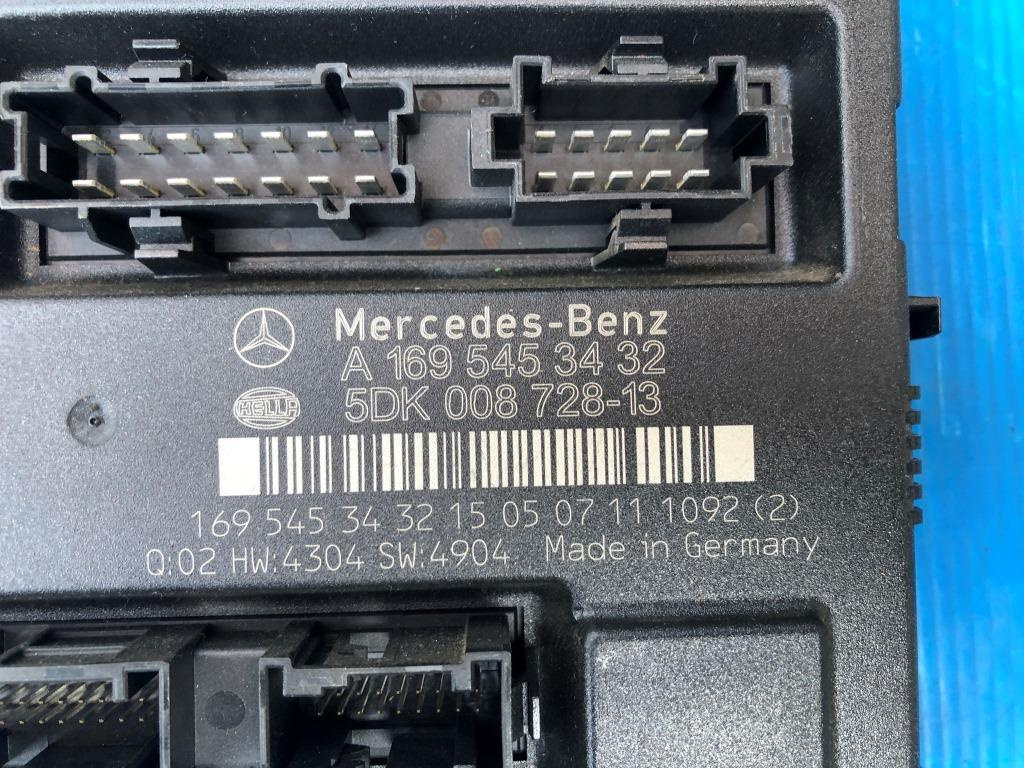 Mercedes-Benz
A 169 545 34 32
HELLA
5DK 008 728-13
169 545 34 32 15 05 07 11 1092 (2)
Q:02 HW:4304 SW:4904 Made in Germany